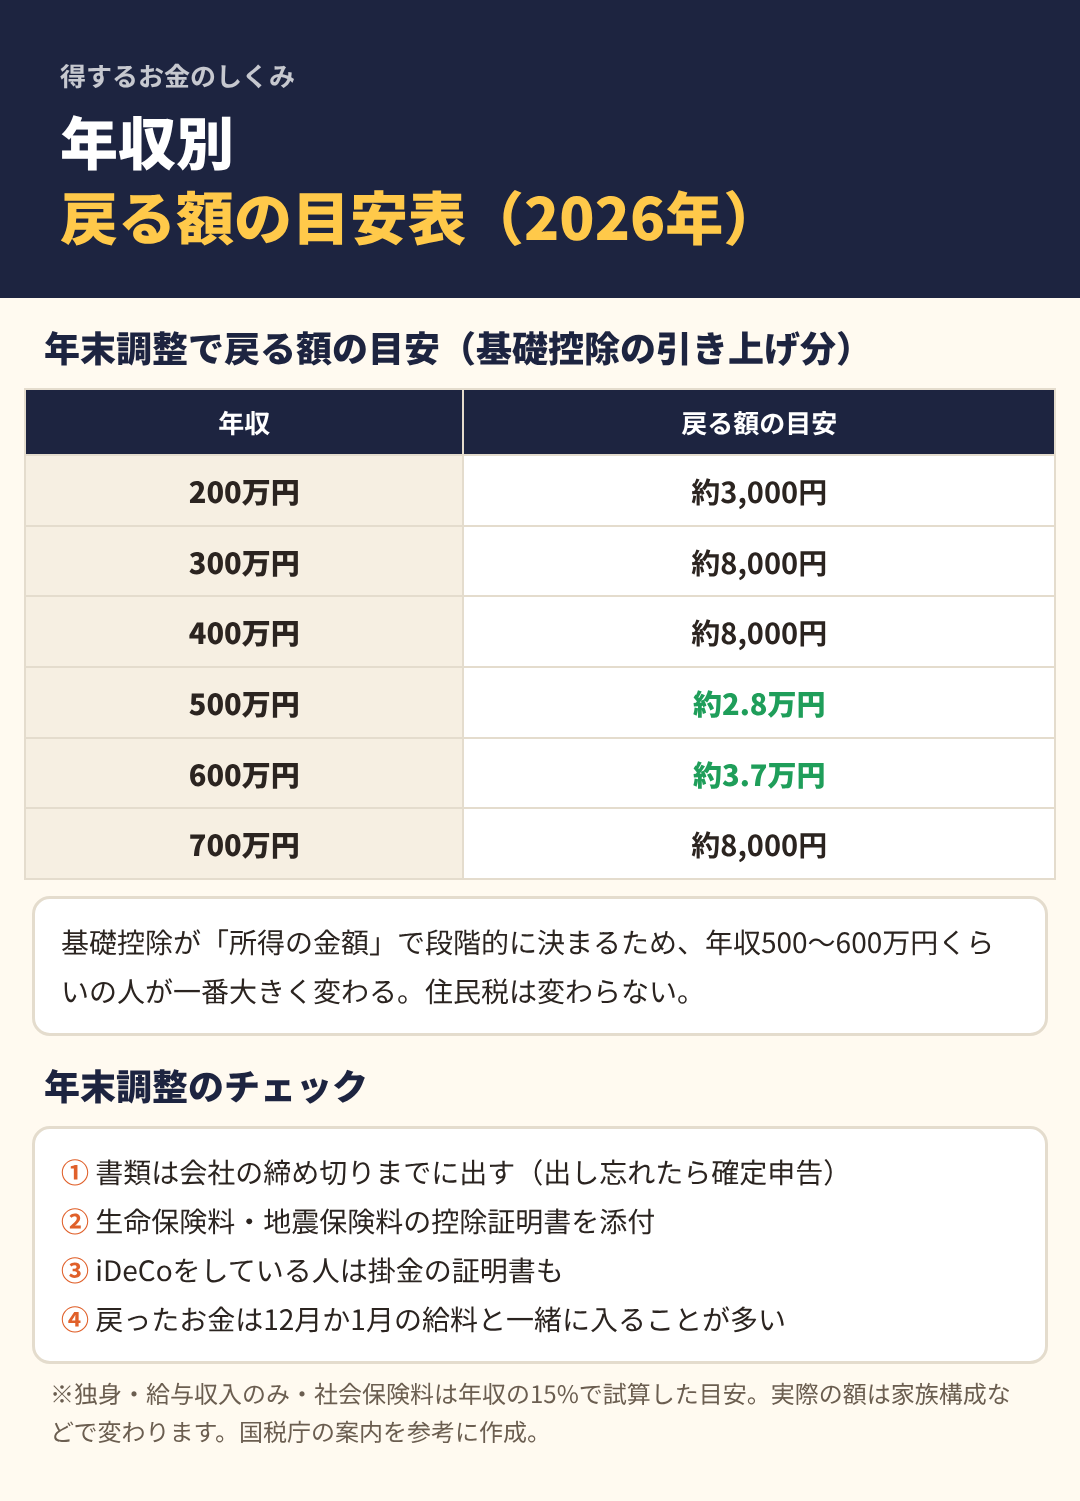 得するお金のしくみ
年収別
戻る額の目安表（2026年）
年末調整で戻る額の目安（基礎控除の引き上げ分）
年収 戻る額の目安
200万円 約3,000円
300万円 約8,000円
400万円 約8,000円
500万円 約2.8万円
600万円 約3.7万円
700万円 約8,000円
基礎控除が「所得の金額」で段階的に決まるため、年収500〜600万円くら
いの人が一番大きく変わる。住民税は変わらない。
年末調整のチェック
① 書類は会社の締め切りまでに出す（出し忘れたら確定申告）
② 生命保険料・地震保険料の控除証明書を添付
③ iDeCoをしている人は掛金の証明書も
④ 戻ったお金は12月か1月の給料と一緒に入ることが多い
※独身・給与収入のみ・社会保険料は年収の15%で試算した目安。実際の額は家族構成な
どで変わります。国税庁の案内を参考に作成。